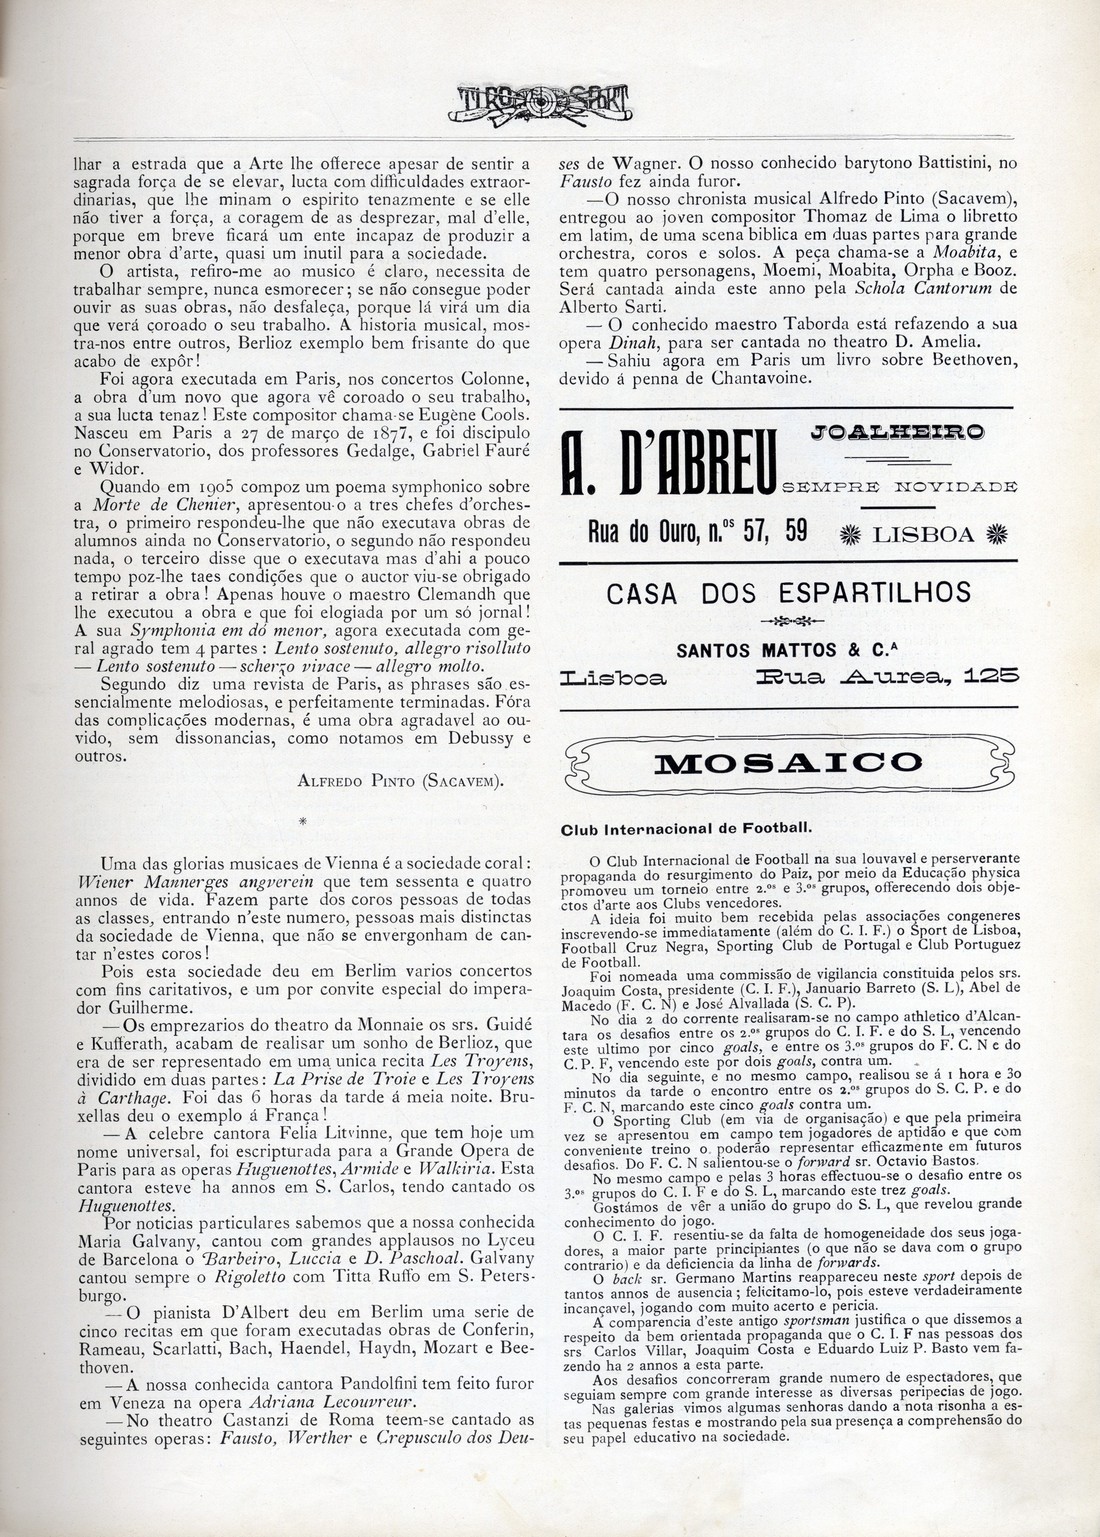 TIRO E SPORT
lhar a estrada que a Arte lhe offerece apesar de sentir a
sagrada força de se elevar, lucta com difficuldades extraor-
dinarias, que lhe minam o espirito tenazmente e se elle
não tiver a força, a coragem de as desprezar, mal d'elle,
porque em breve ficará um ente incapaz de produzir a
menor obra d'arte, quasi um inutil para a sociedade.
O artista, refiro-me ao musico é claro, necessita de
trabalhar sempre, nunca esmorecer; se não consegue poder
ouvir as suas obras, não desfaleça, porque lá virá um dia
que verá coroado o seu trabalho. A historia musical, mos-
tra-nos entre outros, Berlioz exemplo bem frisante do que
acabo de expôr!
Foi agora executada em Paris, nos concertos Colonne,
a obra d'um novo que agora vê coroado o seu trabalho,
a sua lucta tenaz! Este compositor chama-se Eugène Cools.
Nasceu em Paris a 27 de março de 1877, e foi discipulo
no Conservatorio, dos professores Gedalge, Gabriel Fauré
e Widor.
Quando em 1905 compoz um poema symphonico sobre
a Morte de Chenier, apresentou-o a tres chefes d'orches-
tra, o primeiro respondeu-lhe que não executava obras de
alumnos ainda no Conservatorio, o segundo não respondeu
nada, o terceiro disse que o executava mas d'ahi a pouco
tempo poz-lhe taes condições que o auctor viu-se obrigado
a retirar a obra! Apenas houve o maestro Clemandh que
lhe executou a obra e que foi elogiada por um só jornal!
A sua Symphonia em dó menor, agora executada com ge-
ral agrado tem 4 partes: Lento sostenuto, allegro risolluto
— Lento sostenuto — scherzo vivace — allegro molto.
Segundo diz uma revista de Paris, as phrases são es-
sencialmente melodiosas, e perfeitamente terminadas. Fóra
das complicações modernas, é uma obra agradavel ao ou-
vido, sem dissonancias, como notamos em Debussy e
outros.
ALFREDO PINTO (SACAVEM).
*
Uma das glorias musicaes de Vienna é a sociedade coral:
Wiener Mannerges angverein que tem sessenta e quatro
annos de vida. Fazem parte dos coros pessoas de todas
as classes, entrando n'este numero, pessoas mais distinctas
da sociedade de Vienna, que não se envergonham de can-
tar n'estes coros!
Pois esta sociedade deu em Berlim varios concertos
com fins caritativos, e um por convite especial do impera-
dor Guilherme.
— Os emprezarios do theatro da Monnaie os srs. Guidé
e Kufferath, acabam de realisar um sonho de Berlioz, que
era de ser representado em uma unica recita Les Troyens,
dividido em duas partes: La Prise de Troie e Les Troyens
à Carthage. Foi das 6 horas da tarde á meia noite. Bru-
xellas deu o exemplo á França!
— A celebre cantora Felia Litvinne, que tem hoje um
nome universal, foi escripturada para a Grande Opera de
Paris para as operas Huguenottes, Armide e Walkiria. Esta
cantora esteve ha annos em S. Carlos, tendo cantado os
Huguenottes.
Por noticias particulares sabemos que a nossa conhecida
Maria Galvany, cantou com grandes applausos no Lyceu
de Barcelona o Barbeiro, Luccia e D. Paschoal. Galvany
cantou sempre o Rigoletto com Titta Ruffo em S. Peters-
burgo.
— O pianista D'Albert deu em Berlim uma serie de
cinco recitas em que foram executadas obras de Conferin,
Rameau, Scarlatti, Bach, Haendel, Haydn, Mozart e Bee-
thoven.
— A nossa conhecida cantora Pandolfini tem feito furor
em Veneza na opera Adriana Lecouvreur.
— No theatro Castanzi de Roma teem-se cantado as
seguintes operas: Fausto, Werther e Crepusculo dos Deu-
ses de Wagner. O nosso conhecido barytono Battistini, no
Fausto fez ainda furor.
— O nosso chronista musical Alfredo Pinto (Sacavem),
entregou ao joven compositor Thomaz de Lima o libretto
em latim, de uma scena biblica em duas partes para grande
orchestra, coros e solos. A peça chama-se a Moabita, e
tem quatro personagens, Moemi, Moabita, Orpha e Booz.
Será cantada ainda este anno pela Schola Cantorum de
Alberto Sarti.
— O conhecido maestro Taborda está refazendo a sua
opera Dinah, para ser cantada no theatro D. Amelia.
— Sahiu agora em Paris um livro sobre Beethoven,
devido á penna de Chantavoine.
A. D'ABREU JOALHEIRO
SEMPRE NOVIDADE
Rua do Ouro, n.os 57, 59 LISBOA
CASA DOS ESPARTILHOS
SANTOS MATTOS & C.A
Lisboa Rua Aurea, 125
MOSAICO
Club Internacional de Football.
O Club Internacional de Football na sua louvavel e perserverante
propaganda do resurgimento do Paiz, por meio da Educação physica
promoveu um torneio entre 2.os e 3.os grupos, offerecendo dois obje-
ctos d'arte aos Clubs vencedores.
A ideia foi muito bem recebida pelas associações congeneres
inscrevendo-se immediatamente (além do C. I. F.) o Sport de Lisboa,
Football Cruz Negra, Sporting Club de Portugal e Club Portuguez
de Football.
Foi nomeada uma commissão de vigilancia constituida pelos srs.
Joaquim Costa, presidente (C. I. F.), Januario Barreto (S. L), Abel de
Macedo (F. C. N) e José Alvallada (S. C. P).
No dia 2 do corrente realisaram-se no campo athletico d'Alcan-
tara os desafios entre os 2.os grupos do C. I. F. e do S. L, vencendo
este ultimo por cinco goals, e entre os 3.os grupos do F. C. N e do
C. P. F, vencendo este por dois goals, contra um.
No dia seguinte, e no mesmo campo, realisou se á 1 hora e 30
minutos da tarde o encontro entre os 2.os grupos do S. C. P. e do
F. C. N, marcando este cinco goals contra um.
O Sporting Club (em via de organisação) e que pela primeira
vez se apresentou em campo tem jogadores de aptidão e que com
conveniente treino o poderão representar efficazmente em futuros
desafios. Do F. C. N salientou-se o forward sr. Octavio Bastos.
No mesmo campo e pelas 3 horas effectuou-se o desafio entre os
3.os grupos do C. I. F e do S. L, marcando este trez goals.
Gostámos de vêr a união do grupo do S. L, que revelou grande
conhecimento do jogo.
O C. I. F. resentiu-se da falta de homogeneidade dos seus joga-
dores, a maior parte principiantes (o que não se dava com o grupo
contrario) e da deficiencia da linha de forwards.
O back sr. Germano Martins reappareceu neste sport depois de
tantos annos de ausencia; felicitamo-lo, pois esteve verdadeiramente
incançavel, jogando com muito acerto e pericia.
A comparencia d'este antigo sportsman justifica o que dissemos a
respeito da bem orientada propaganda que o C. I. F nas pessoas dos
srs Carlos Villar, Joaquim Costa e Eduardo Luiz P. Basto vem fa-
zendo ha 2 annos a esta parte.
Aos desafios concorreram grande numero de espectadores, que
seguiam sempre com grande interesse as diversas peripecias de jogo.
Nas galerias vimos algumas senhoras dando a nota risonha a es-
tas pequenas festas e mostrando pela sua presença a comprehensão do
seu papel educativo na sociedade.